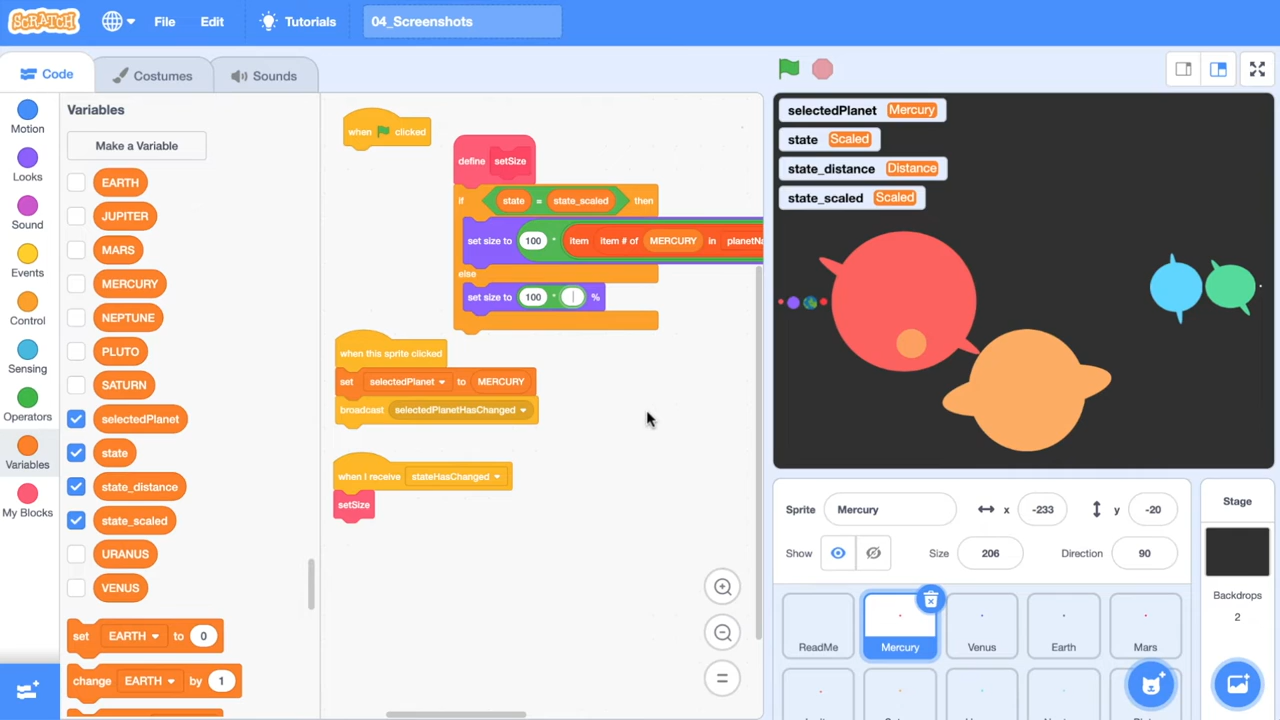 SCRATCH File Edit Tutorials 04_Screenshots
Code Costumes Sounds
Motion
Looks
Sound
Events
Control
Sensing
Operators
Variables
My Blocks
Variables
Make a Variable
EARTH
JUPITER
MARS
MERCURY
NEPTUNE
PLUTO
SATURN
selectedPlanet
state
state_distance
state_scaled
URANUS
VENUS
set EARTH to 0
change EARTH by 1
when clicked
define setSize
if state = state_scaled then
set size to 100 * item item # of MERCURY in planetNa
else
set size to 100 * %
when this sprite clicked
set selectedPlanet to MERCURY
broadcast selectedPlanetHasChanged
when I receive stateHasChanged
setSize
selectedPlanet Mercury
state Scaled
state_distance Distance
state_scaled Scaled
Sprite Mercury x -233 y -20
Show Size 206 Direction 90
ReadMe Mercury Venus Earth Mars
Stage
Backdrops
2